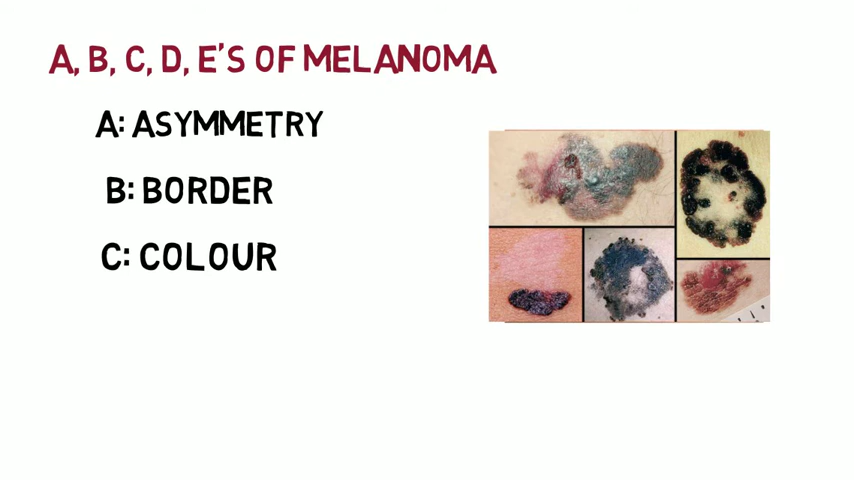 A, B, C, D, E'S OF MELANOMA
A: ASYMMETRY
B: BORDER
C: COLOUR